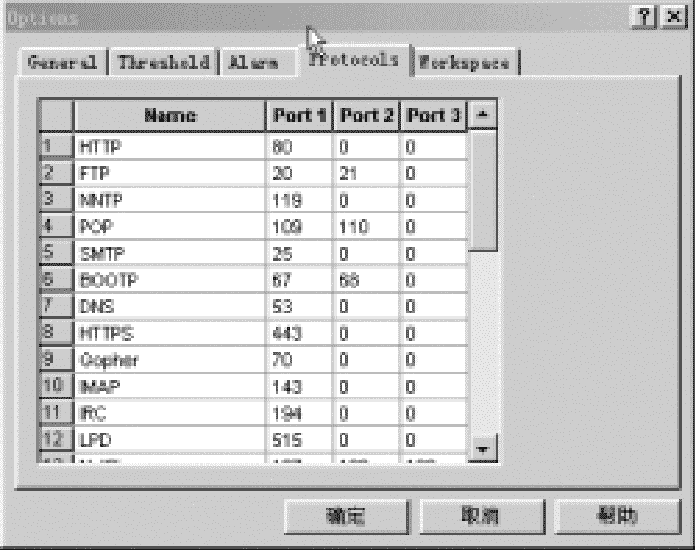 Options
General Threshold Alarm Protocols Workspace
Name Port 1 Port 2 Port 3
1 HTTP 80 0 0
2 FTP 20 21 0
3 NNTP 119 0 0
4 POP 109 110 0
5 SMTP 25 0 0
6 BOOTP 67 68 0
7 DNS 53 0 0
8 HTTPS 443 0 0
9 Gopher 70 0 0
10 IMAP 143 0 0
11 IRC 194 0 0
12 LPD 515 0 0
确定 取消 帮助